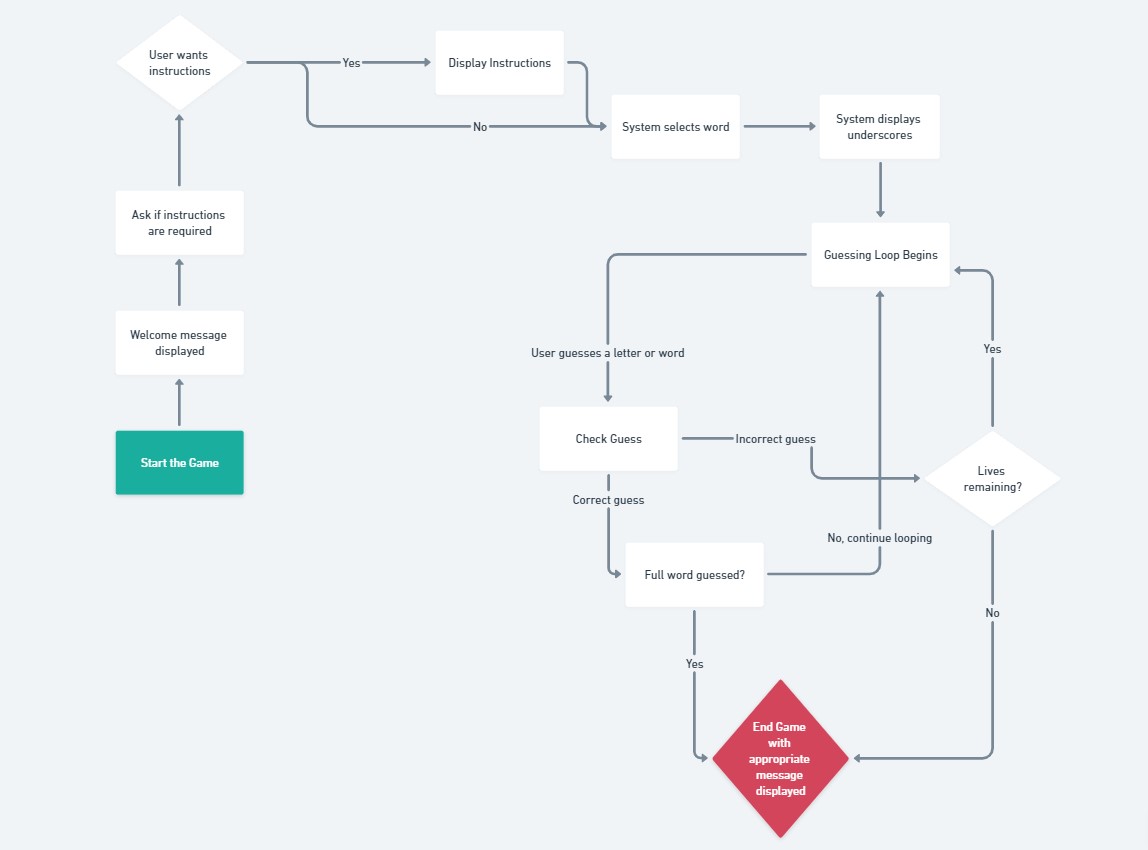 User wants
instructions
Yes
Display Instructions
No
System selects word
System displays
underscores
Ask if instructions
are required
Guessing Loop Begins
Welcome message
displayed
User guesses a letter or word
Yes
Start the Game
Check Guess
Incorrect guess
Lives
remaining?
Correct guess
No, continue looping
Full word guessed?
No
Yes
End Game
with
appropriate
message
displayed